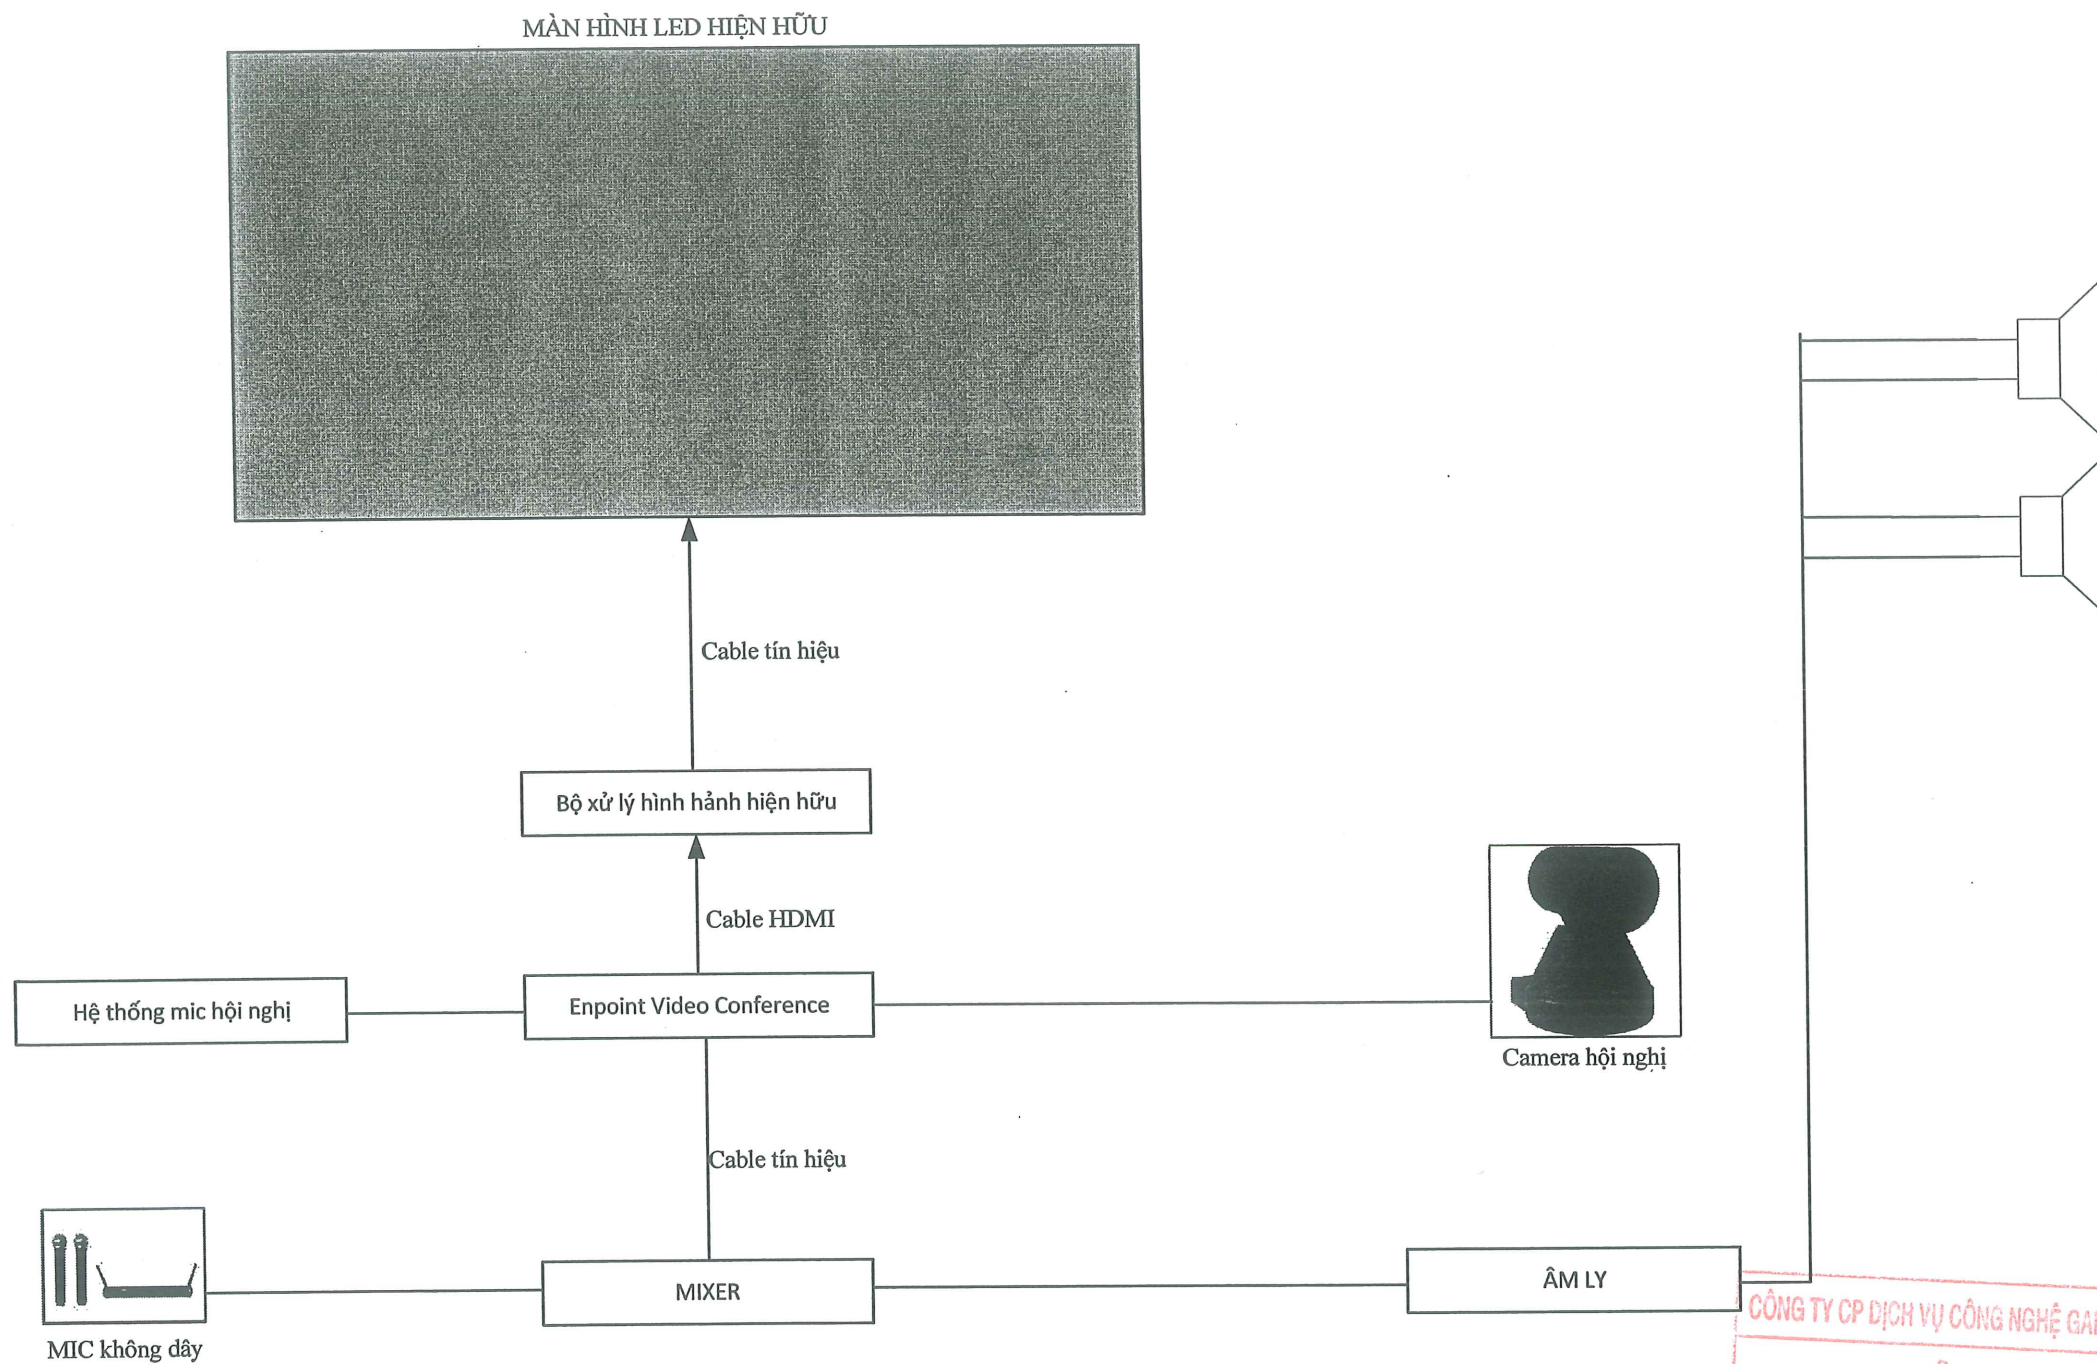 MÀN HÌNH LED HIỆN HỮU
Cable tín hiệu
Bộ xử lý hình hảnh hiện hữu
Cable HDMI
Hệ thống mic hội nghị
Enpoint Video Conference
Camera hội nghị
Cable tín hiệu
MIXER
ÂM LY
MIC không dây
CÔNG TY CP DỊCH VỤ CÔNG NGHỆ